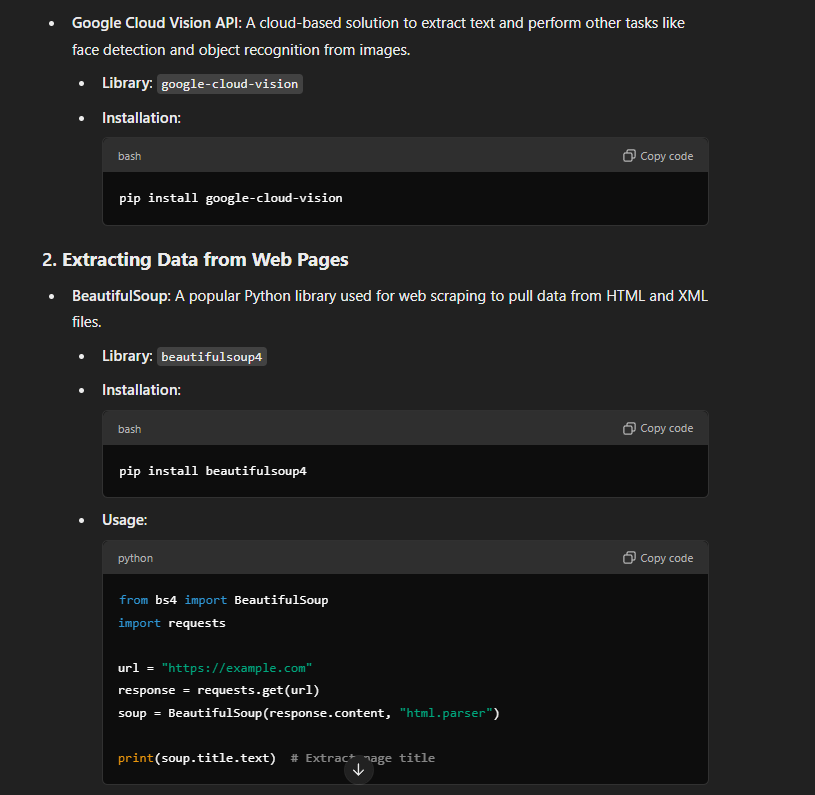 Google Cloud Vision API: A cloud-based solution to extract text and perform other tasks like
face detection and object recognition from images.
Library: google-cloud-vision
Installation:
bash Copy code
pip install google-cloud-vision
2. Extracting Data from Web Pages
BeautifulSoup: A popular Python library used for web scraping to pull data from HTML and XML
files.
Library: beautifulsoup4
Installation:
bash Copy code
pip install beautifulsoup4
Usage:
python Copy code
from bs4 import BeautifulSoup
import requests
url = "https://example.com"
response = requests.get(url)
soup = BeautifulSoup(response.content, "html.parser")
print(soup.title.text) # Extract page title